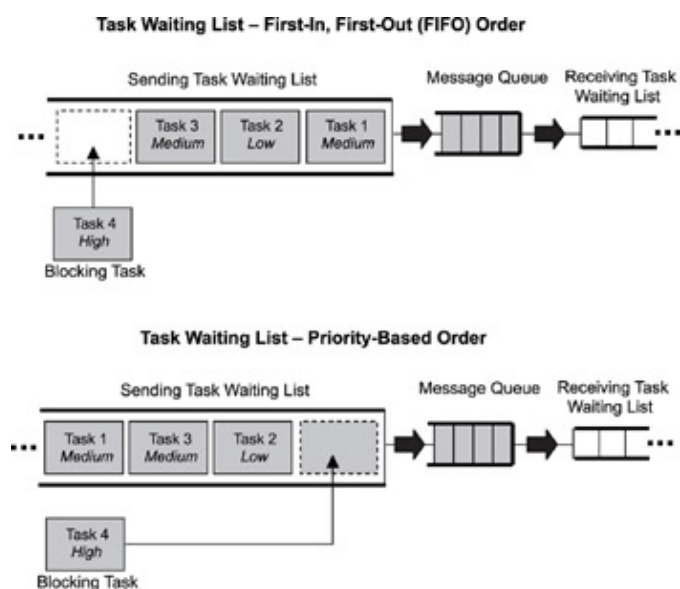 Task Waiting List – First-In, First-Out (FIFO) Order
Sending Task Waiting List
Message Queue
Receiving Task
Waiting List
Task 3
Medium
Task 2
Low
Task 1
Medium
Task 4
High
Blocking Task
Task Waiting List – Priority-Based Order
Sending Task Waiting List
Message Queue
Receiving Task
Waiting List
Task 1
Medium
Task 3
Medium
Task 2
Low
Task 4
High
Blocking Task